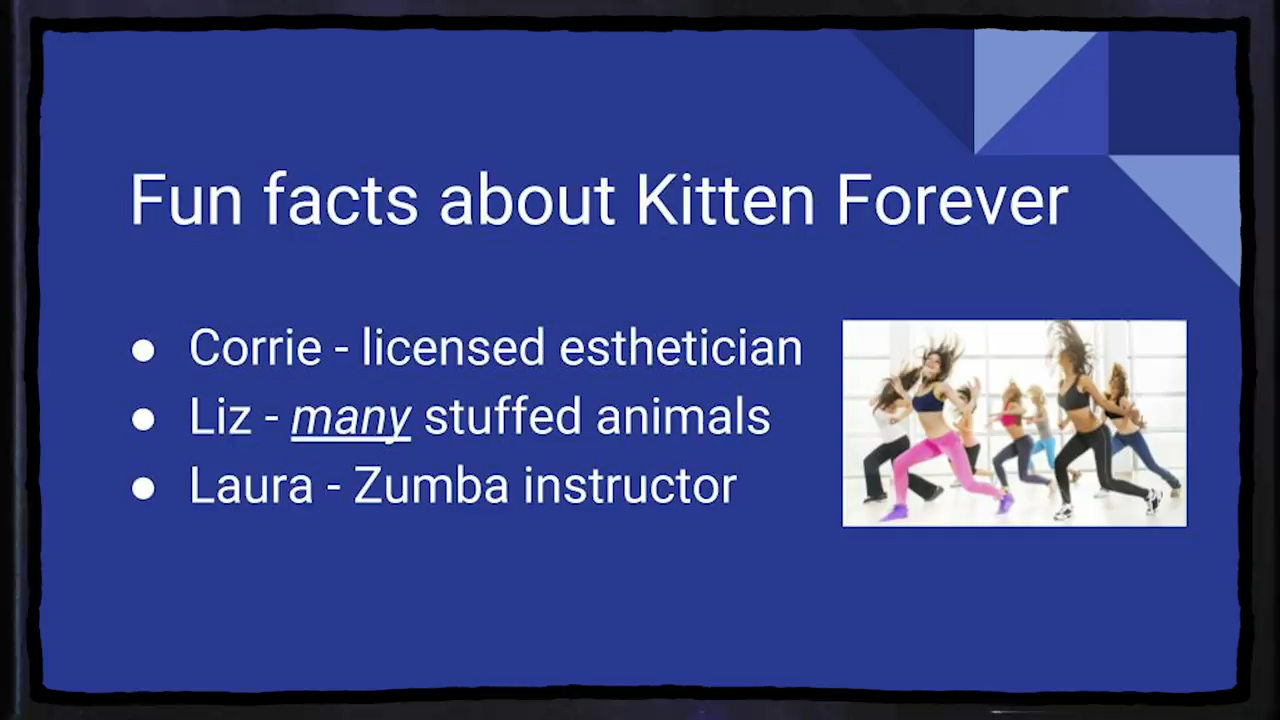 Fun facts about Kitten Forever
● Corrie - licensed esthetician
● Liz - many stuffed animals
● Laura - Zumba instructor